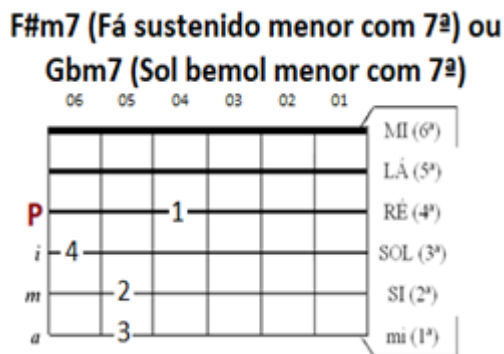 F#m7 (Fá sustenido menor com 7ª) ou
Gbm7 (Sol bemol menor com 7ª)
06 05 04 03 02 01
MI (6ª)
LÁ (5ª)
P 1 RÉ (4ª)
i 4 SOL (3ª)
m 2 SI (2ª)
a 3 mi (1ª)